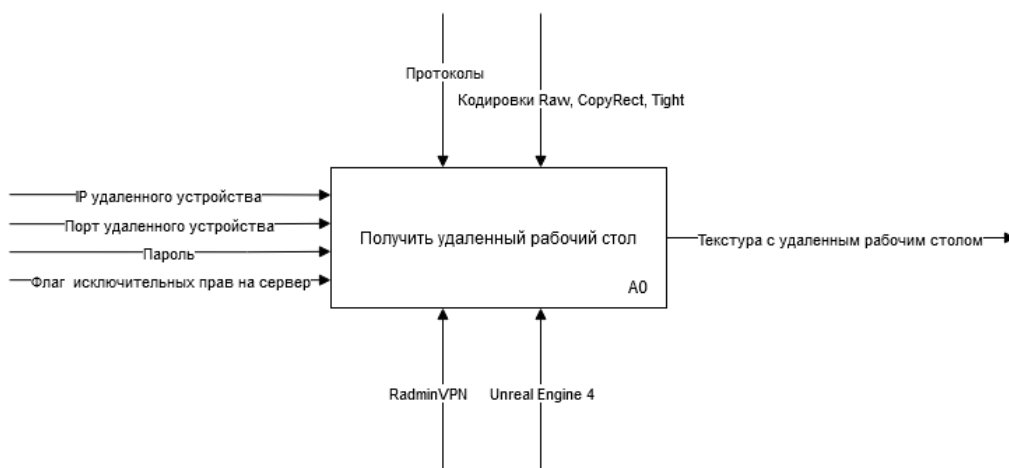 Протоколы
Кодировки Raw, CopyRect, Tight
IP удаленного устройства
Порт удаленного устройства
Пароль
Флаг исключительных прав на сервер
Получить удаленный рабочий стол
A0
Текстура с удаленным рабочим столом
RadminVPN
Unreal Engine 4